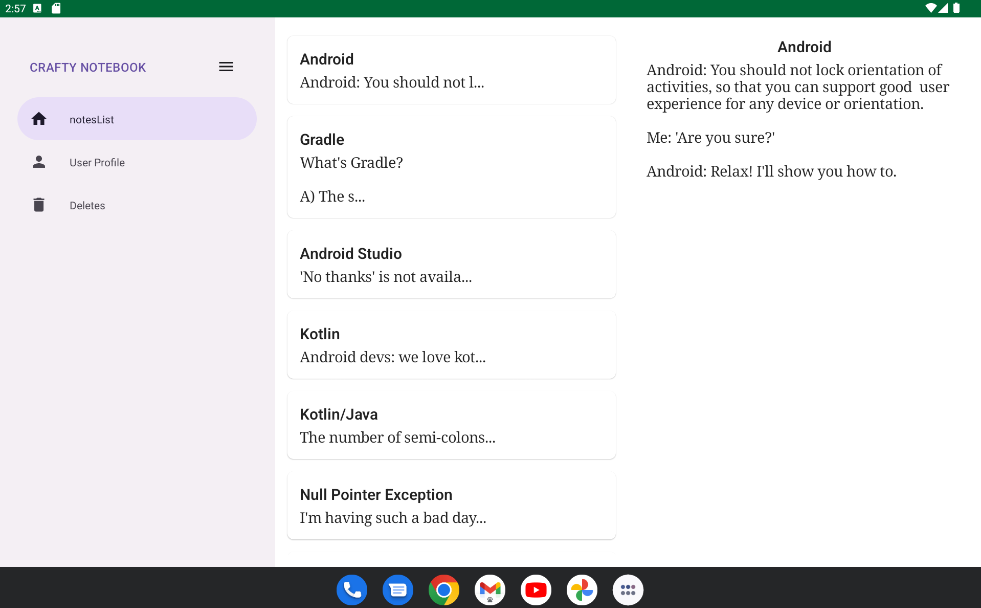 2:57
CRAFTY NOTEBOOK
notesList
User Profile
Deletes
Android
Android: You should not l...
Gradle
What's Gradle?
A) The s...
Android Studio
'No thanks' is not availa...
Kotlin
Android devs: we love kot...
Kotlin/Java
The number of semi-colons...
Null Pointer Exception
I'm having such a bad day...
Android
Android: You should not lock orientation of
activities, so that you can support good  user
experience for any device or orientation.
Me: 'Are you sure?'
Android: Relax! I'll show you how to.